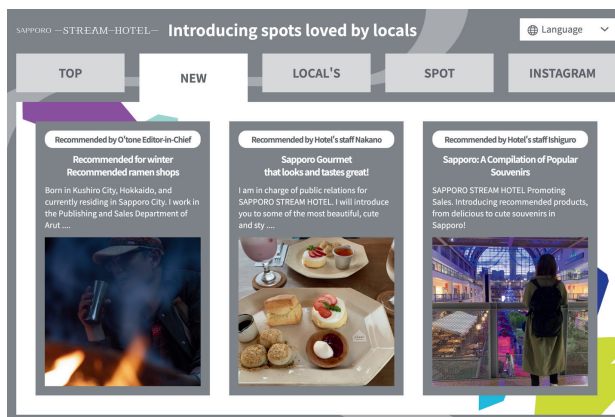 SAPPORO —STREAM—HOTEL— Introducing spots loved by locals
Language
TOP
NEW
LOCAL'S
SPOT
INSTAGRAM
Recommended by O'tone Editor-in-Chief
Recommended for winter
Recommended ramen shops
Born in Kushiro City, Hokkaido, and
currently residing in Sapporo City. I work in
the Publishing and Sales Department of
Arut ....
Recommended by Hotel's staff Nakano
Sapporo Gourmet
that looks and tastes great!
I am in charge of public relations for
SAPPORO STREAM HOTEL. I will introduce
you to some of the most beautiful, cute
and sty ....
Recommended by Hotel's staff Ishiguro
Sapporo: A Compilation of Popular
Souvenirs
SAPPORO STREAM HOTEL Promoting
Sales. Introducing recommended products,
from delicious to cute souvenirs in
Sapporo!